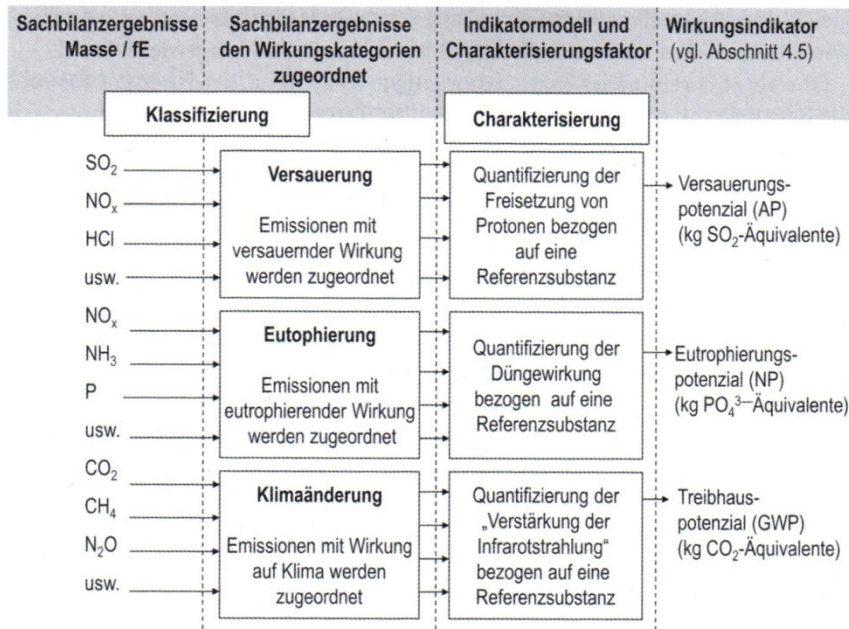 Sachbilanzergebnisse
Masse / fE
Sachbilanzergebnisse
den Wirkungskategorien
zugeordnet
Indikatormodell und
Charakterisierungsfaktor
Wirkungsindikator
(vgl. Abschnitt 4.5)
Klassifizierung
Charakterisierung
SO₂
NOₓ
HCl
usw.
Versauerung
Emissionen mit
versauernder Wirkung
werden zugeordnet
Quantifizierung der
Freisetzung von
Protonen bezogen
auf eine
Referenzsubstanz
Versauerungs-
potenzial (AP)
(kg SO₂-Äquivalente)
NOₓ
NH₃
P
usw.
Eutophierung
Emissionen mit
eutrophierender Wirkung
werden zugeordnet
Quantifizierung der
Düngewirkung
bezogen auf eine
Referenzsubstanz
Eutrophierungs-
potenzial (NP)
(kg PO₄³⁻-Äquivalente)
CO₂
CH₄
N₂O
usw.
Klimaänderung
Emissionen mit Wirkung
auf Klima werden
zugeordnet
Quantifizierung der
„Verstärkung der
Infrarotstrahlung“
bezogen auf eine
Referenzsubstanz
Treibhaus-
potenzial (GWP)
(kg CO₂-Äquivalente)